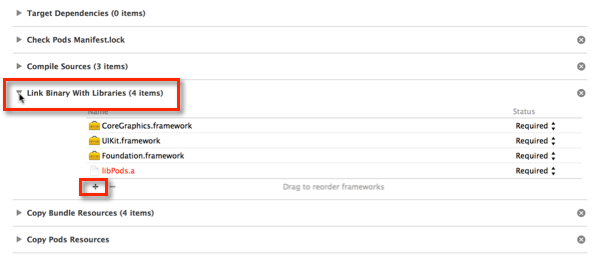 Target Dependencies (0 items)
Check Pods Manifest.lock
Compile Sources (3 items)
Link Binary With Libraries (4 items)
Name Status
CoreGraphics.framework Required
UIKit.framework Required
Foundation.framework Required
libPods.a Required
+ − Drag to reorder frameworks
Copy Bundle Resources (4 items)
Copy Pods Resources